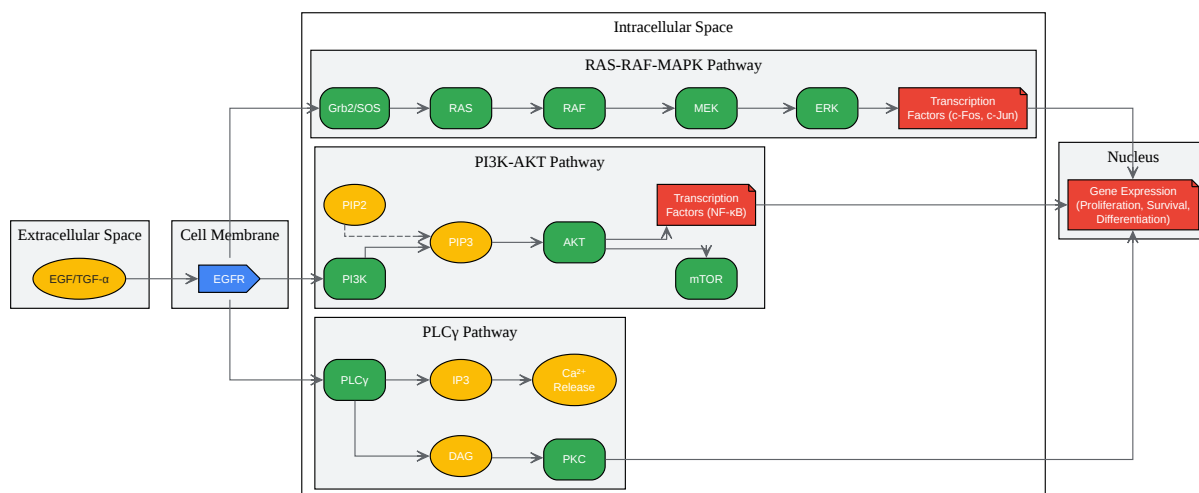 Intracellular Space
RAS-RAF-MAPK Pathway
Grb2/SOS
RAS
RAF
MEK
ERK
Transcription
Factors (c-Fos, c-Jun)
PI3K-AKT Pathway
PIP2
PIP3
PI3K
AKT
Transcription
Factors (NF-κB)
mTOR
Nucleus
Gene Expression
(Proliferation, Survival,
Differentiation)
Extracellular Space
EGF/TGF-α
Cell Membrane
EGFR
PLCγ Pathway
PLCγ
IP3
Ca²⁺
Release
DAG
PKC